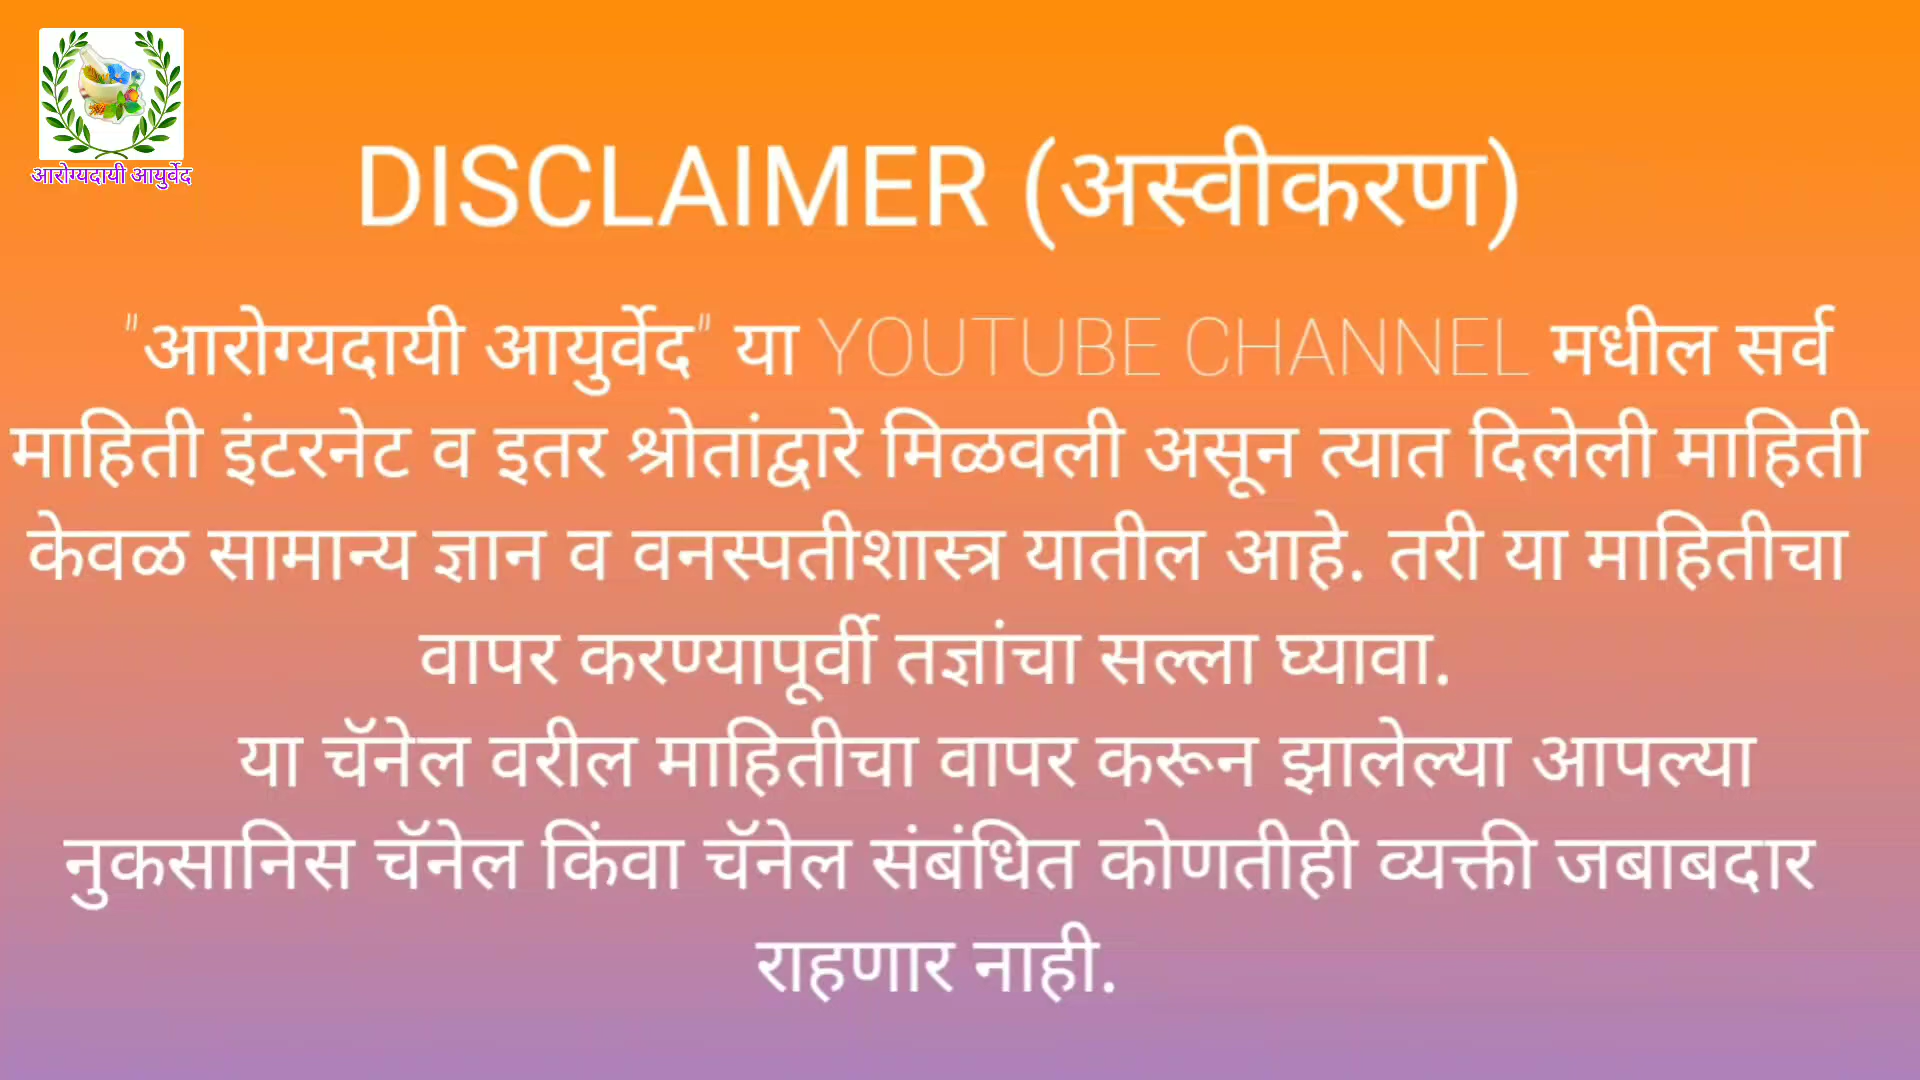 आरोग्यदायी आयुर्वेद
DISCLAIMER (अस्वीकरण)
"आरोग्यदायी आयुर्वेद" या YOUTUBE CHANNEL मधील सर्व
माहिती इंटरनेट व इतर श्रोतांद्वारे मिळवली असून त्यात दिलेली माहिती
केवळ सामान्य ज्ञान व वनस्पतीशास्त्र यातील आहे. तरी या माहितीचा
वापर करण्यापूर्वी तज्ञांचा सल्ला घ्यावा.
या चॅनेल वरील माहितीचा वापर करून झालेल्या आपल्या
नुकसानिस चॅनेल किंवा चॅनेल संबंधित कोणतीही व्यक्ती जबाबदार
राहणार नाही.